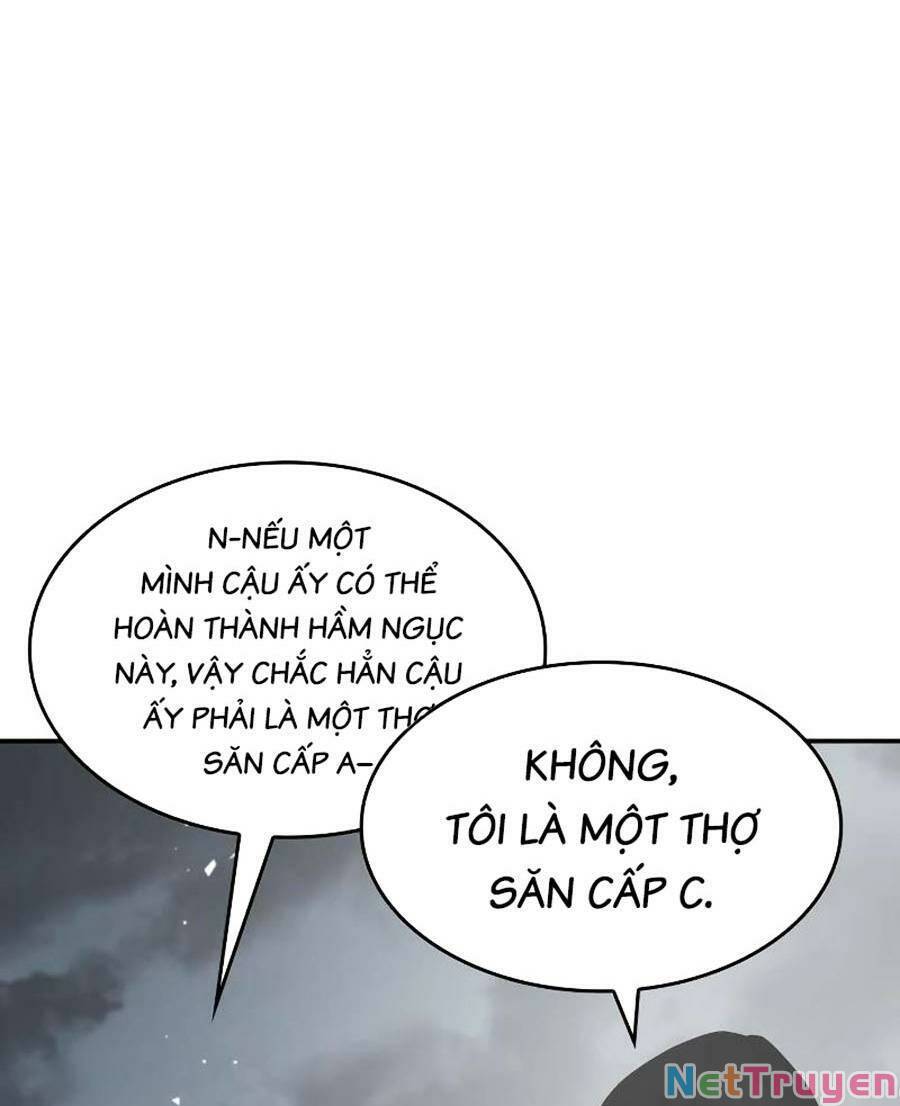 N-NẾU MỘT
MÌNH CẬU ẤY CÓ THỂ
HOÀN THÀNH HẦM NGỤC
NÀY, VẬY CHẮC HẲN CẬU
ẤY PHẢI LÀ MỘT THỢ
SĂN CẤP A-
KHÔNG,
TÔI LÀ MỘT THỢ
SĂN CẤP C.
NetTruyen